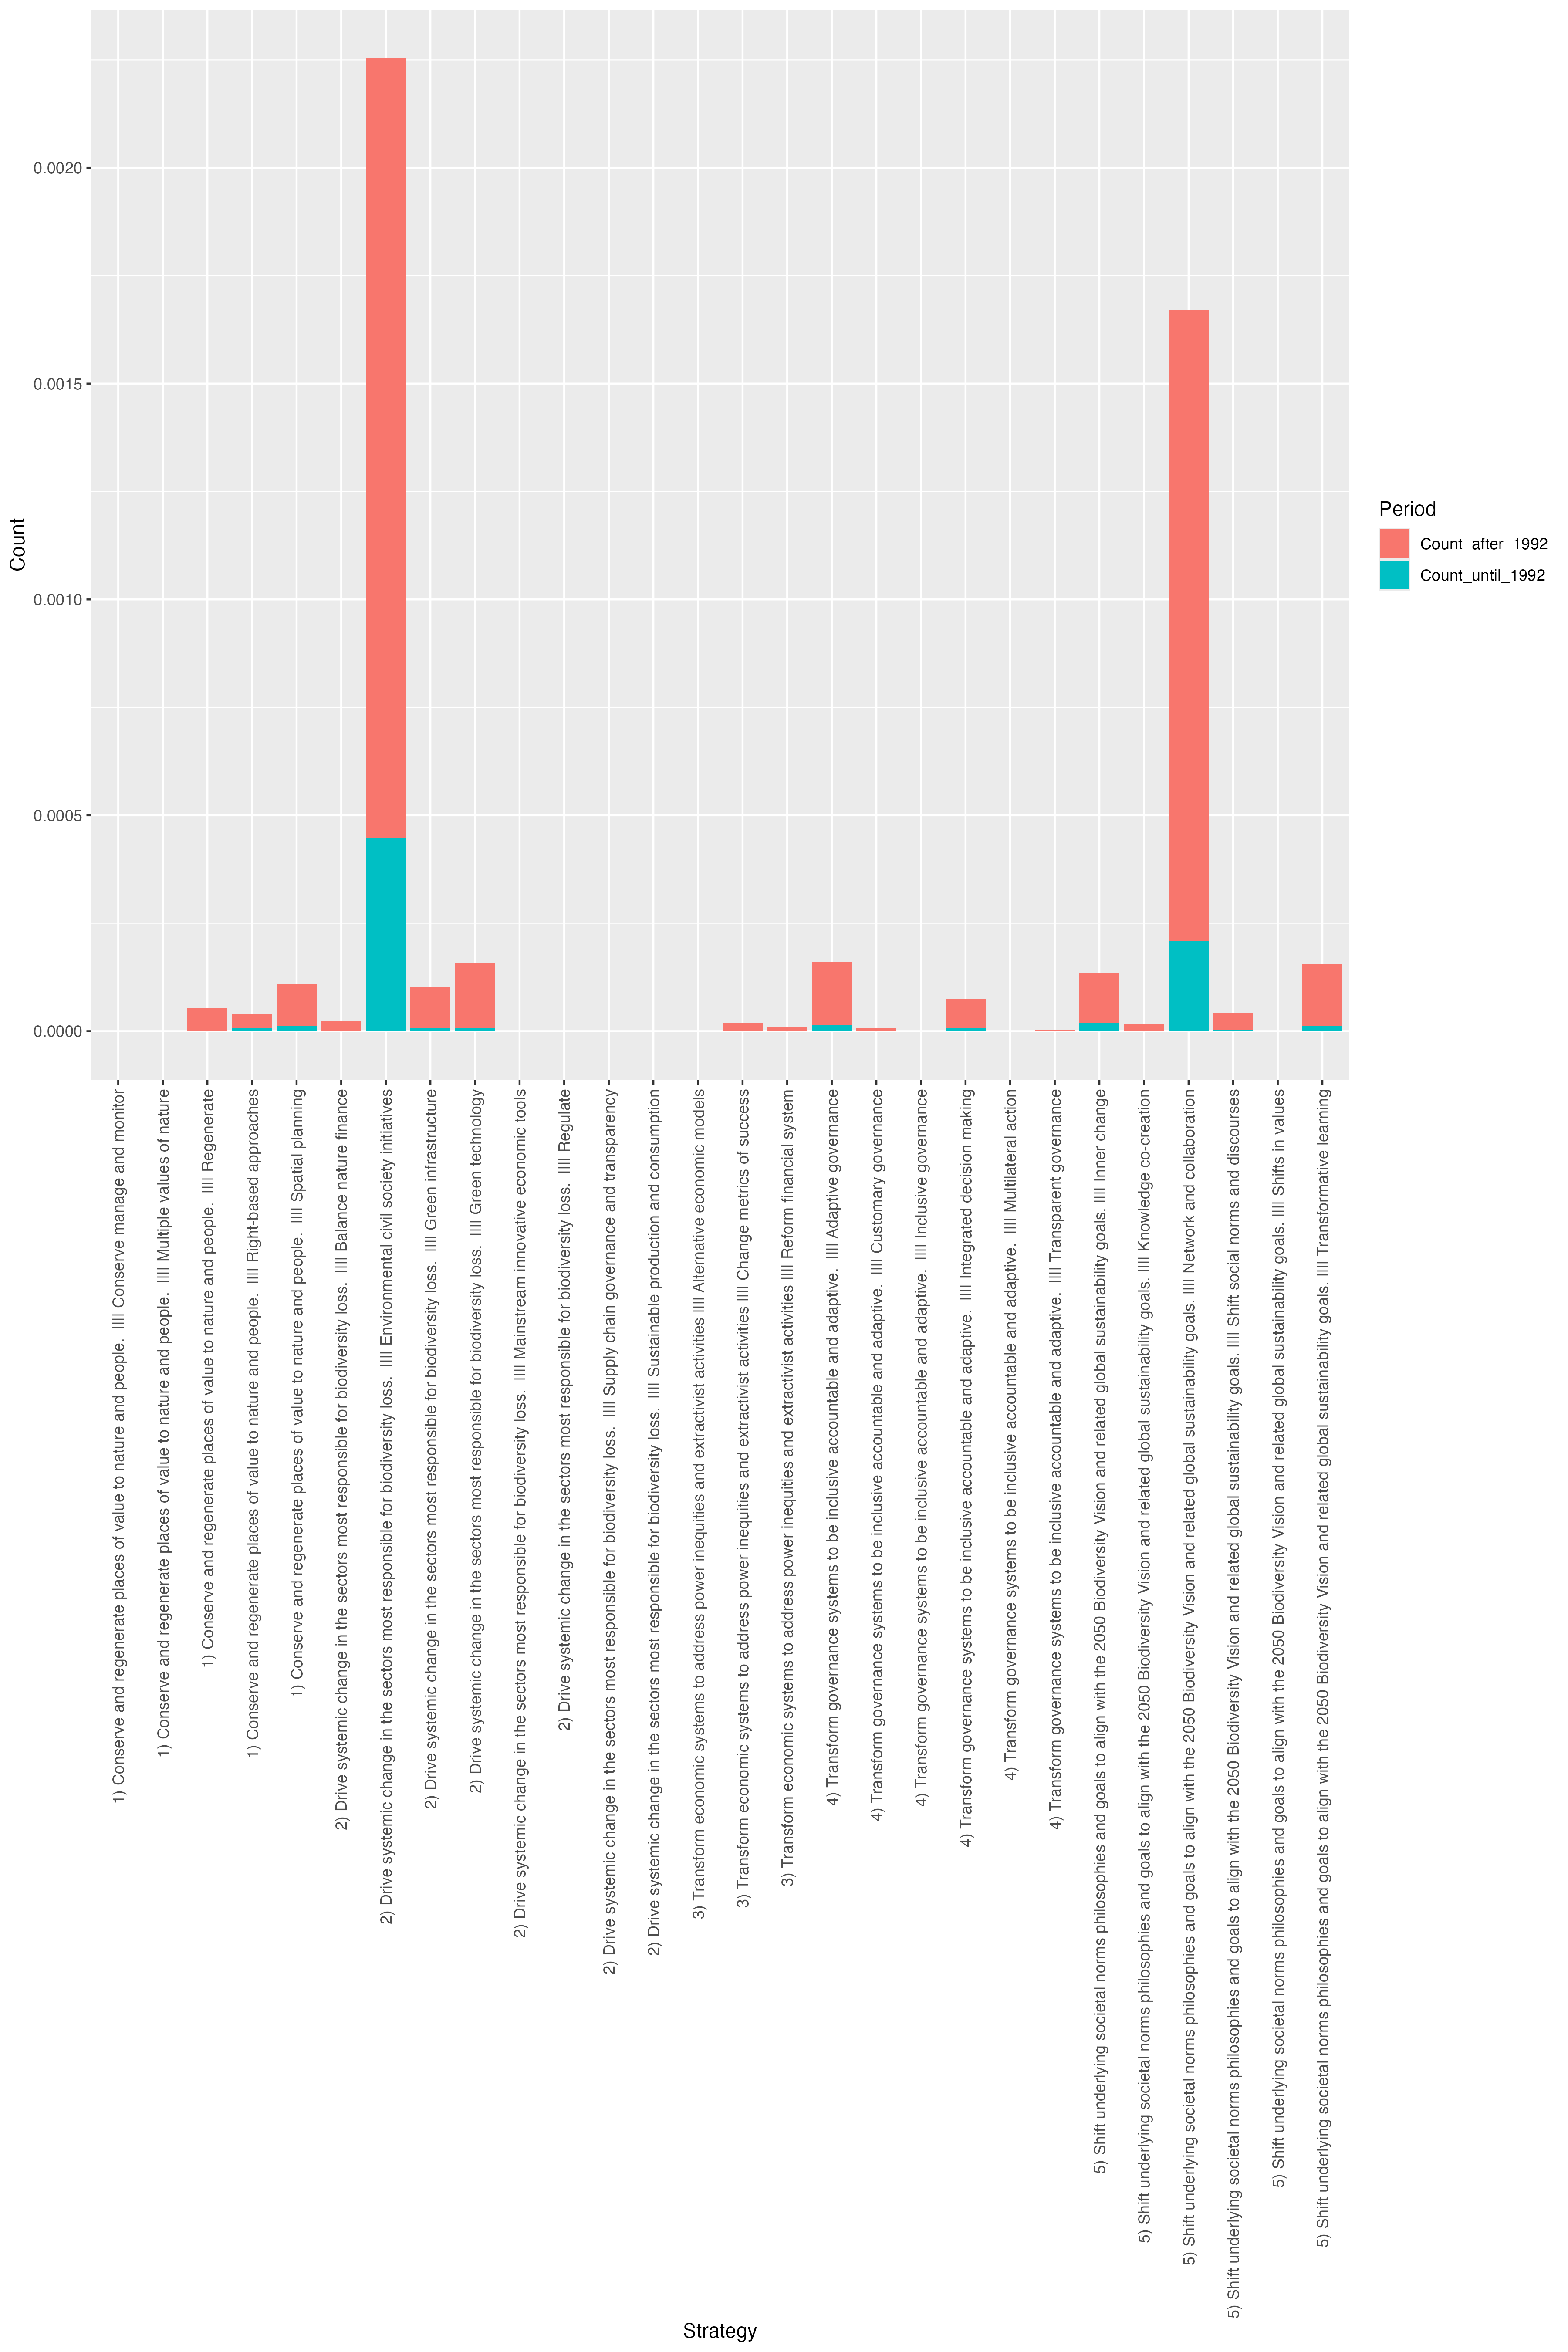 Count
0.0020
0.0015
0.0010
0.0005
0.0000
1) Conserve and regenerate places of value to nature and people.  IIII Conserve manage and monitor
1) Conserve and regenerate places of value to nature and people.  IIII Multiple values of nature
1) Conserve and regenerate places of value to nature and people.  IIII Regenerate
1) Conserve and regenerate places of value to nature and people.  IIII Right-based approaches
1) Conserve and regenerate places of value to nature and people.  IIII Spatial planning
2) Drive systemic change in the sectors most responsible for biodiversity loss.  IIII Balance nature finance
2) Drive systemic change in the sectors most responsible for biodiversity loss.  IIII Environmental civil society initiatives
2) Drive systemic change in the sectors most responsible for biodiversity loss.  IIII Green infrastructure
2) Drive systemic change in the sectors most responsible for biodiversity loss.  IIII Green technology
2) Drive systemic change in the sectors most responsible for biodiversity loss.  IIII Mainstream innovative economic tools
2) Drive systemic change in the sectors most responsible for biodiversity loss.  IIII Regulate
2) Drive systemic change in the sectors most responsible for biodiversity loss.  IIII Supply chain governance and transparency
2) Drive systemic change in the sectors most responsible for biodiversity loss.  IIII Sustainable production and consumption
3) Transform economic systems to address power inequities and extractivist activities IIII Alternative economic models
3) Transform economic systems to address power inequities and extractivist activities IIII Change metrics of success
3) Transform economic systems to address power inequities and extractivist activities IIII Reform financial system
4) Transform governance systems to be inclusive accountable and adaptive.  IIII Adaptive governance
4) Transform governance systems to be inclusive accountable and adaptive.  IIII Customary governance
4) Transform governance systems to be inclusive accountable and adaptive.  IIII Inclusive governance
4) Transform governance systems to be inclusive accountable and adaptive.  IIII Integrated decision making
4) Transform governance systems to be inclusive accountable and adaptive.  IIII Multilateral action
4) Transform governance systems to be inclusive accountable and adaptive.  IIII Transparent governance
5) Shift underlying societal norms philosophies and goals to align with the 2050 Biodiversity Vision and related global sustainability goals. IIII Inner change
5) Shift underlying societal norms philosophies and goals to align with the 2050 Biodiversity Vision and related global sustainability goals. IIII Knowledge co-creation
5) Shift underlying societal norms philosophies and goals to align with the 2050 Biodiversity Vision and related global sustainability goals. IIII Network and collaboration
5) Shift underlying societal norms philosophies and goals to align with the 2050 Biodiversity Vision and related global sustainability goals. IIII Shift social norms and discourses
5) Shift underlying societal norms philosophies and goals to align with the 2050 Biodiversity Vision and related global sustainability goals. IIII Shifts in values
5) Shift underlying societal norms philosophies and goals to align with the 2050 Biodiversity Vision and related global sustainability goals. IIII Transformative learning
Strategy
Period
Count_after_1992
Count_until_1992